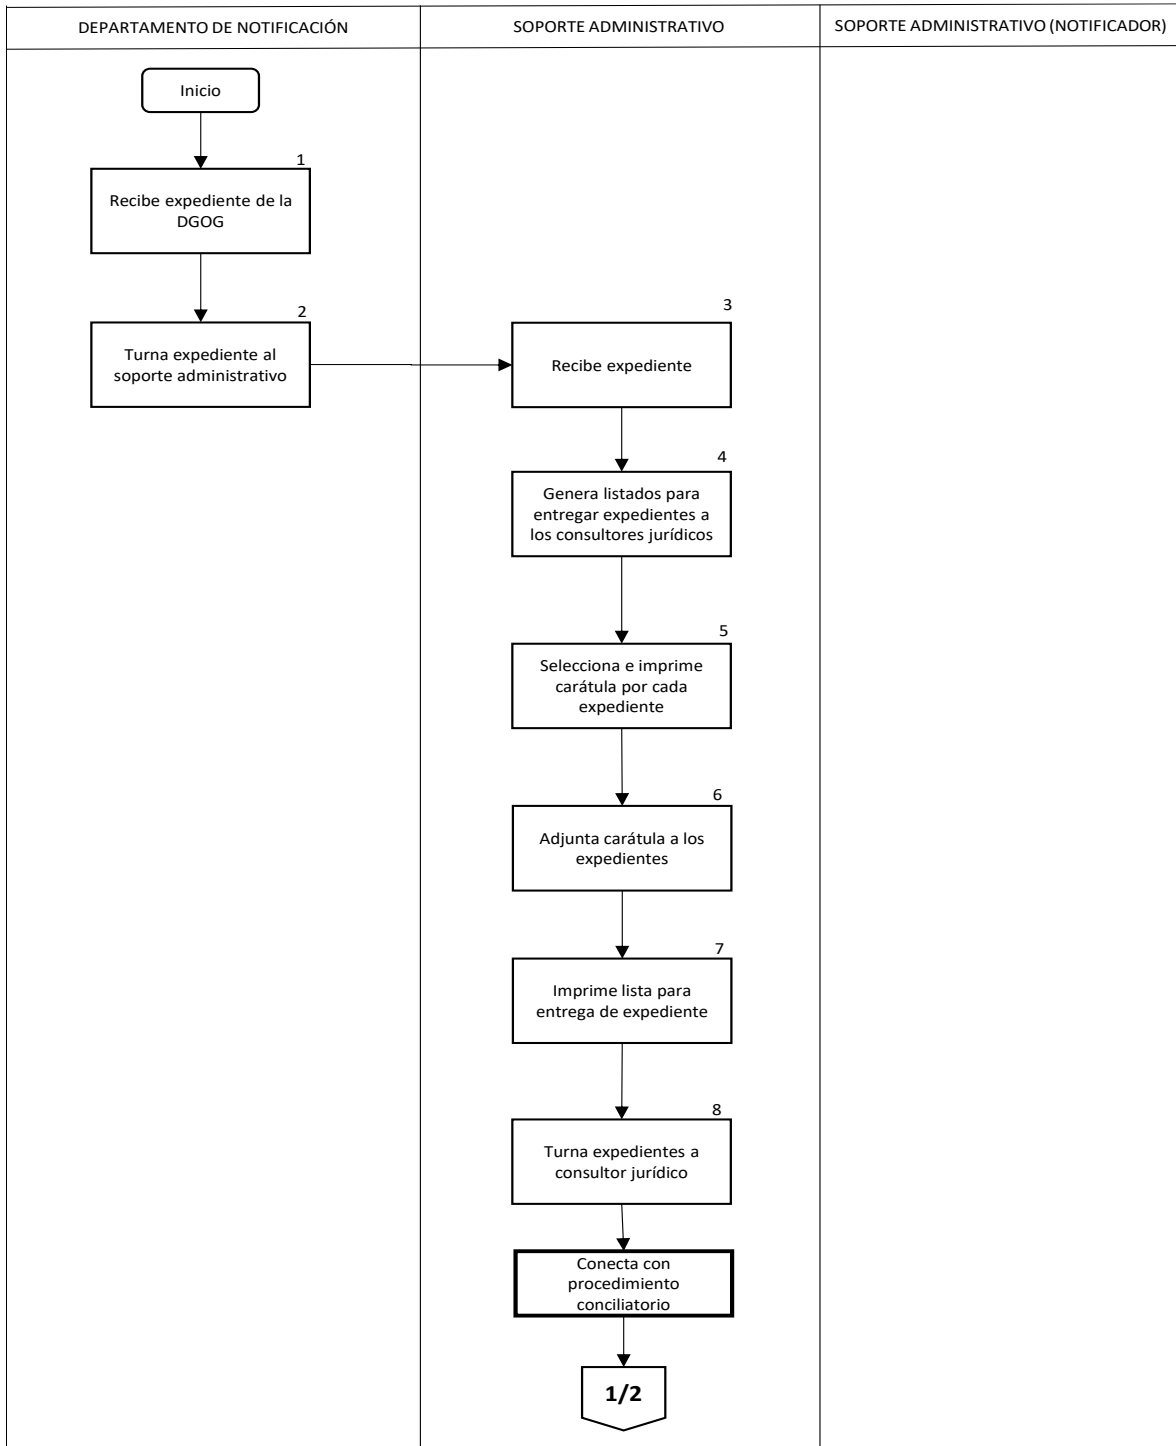 DEPARTAMENTO DE NOTIFICACIÓN
SOPORTE ADMINISTRATIVO
SOPORTE ADMINISTRATIVO (NOTIFICADOR)
Inicio
1
Recibe expediente de la
DGOG
2
Turna expediente al
soporte administrativo
3
Recibe expediente
4
Genera listados para
entregar expedientes a
los consultores jurídicos
5
Selecciona e imprime
carátula por cada
expediente
6
Adjunta carátula a los
expedientes
7
Imprime lista para
entrega de expediente
8
Turna expedientes a
consultor jurídico
Conecta con
procedimiento
conciliatorio
1/2